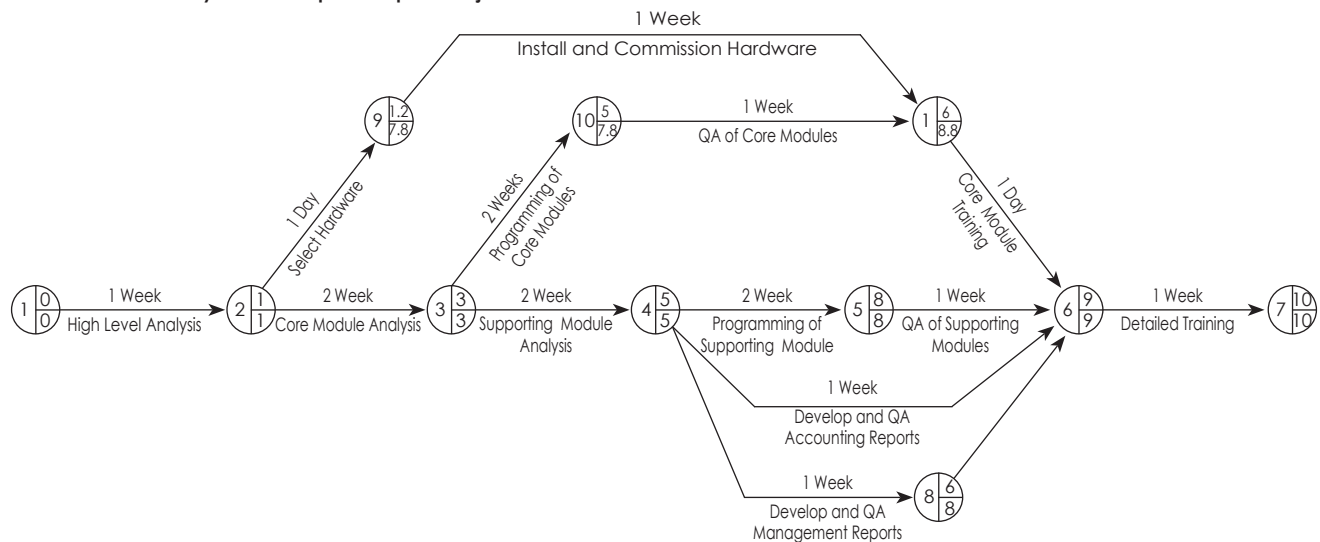 1 Week
Install and Commission Hardware
9 1.2 7.8
10 5 7.8
1 Week
QA of Core Modules
1 6 8.8
1 Day
Select Hardware
2 Weeks
Programming of
Core Modules
1 Day
Core Module
Training
1 0 0
1 Week
High Level Analysis
2 1 1
2 Week
Core Module Analysis
3 3 3
2 Week
Supporting Module
Analysis
4 5 5
2 Week
Programming of
Supporting Module
5 8 8
1 Week
QA of Supporting
Modules
6 9 9
1 Week
Detailed Training
7 10 10
1 Week
Develop and QA
Accounting Reports
1 Week
Develop and QA
Management Reports
8 6 8